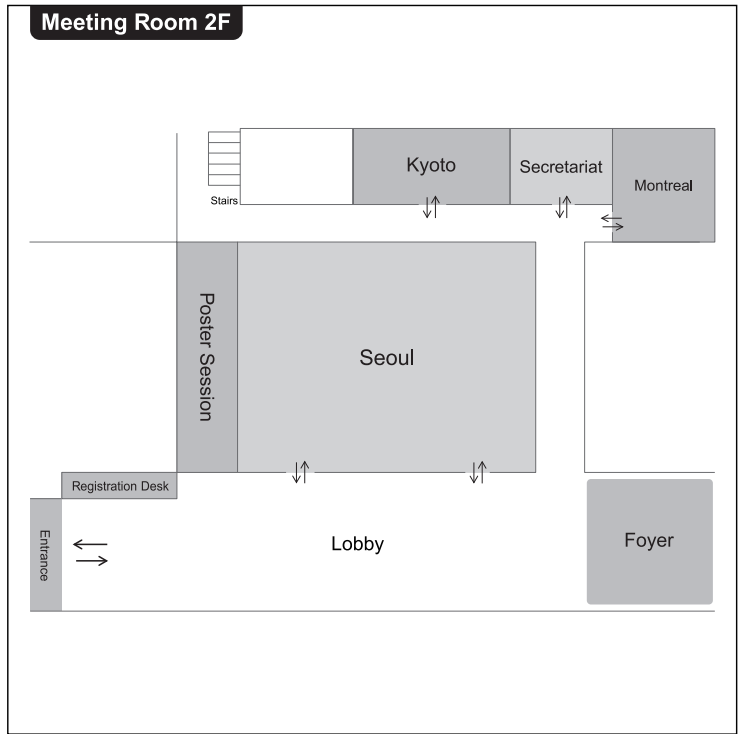 Meeting Room 2F
Kyoto
Secretariat
Montreal
Stairs
Poster Session
Seoul
Registration Desk
Entrance
Lobby
Foyer